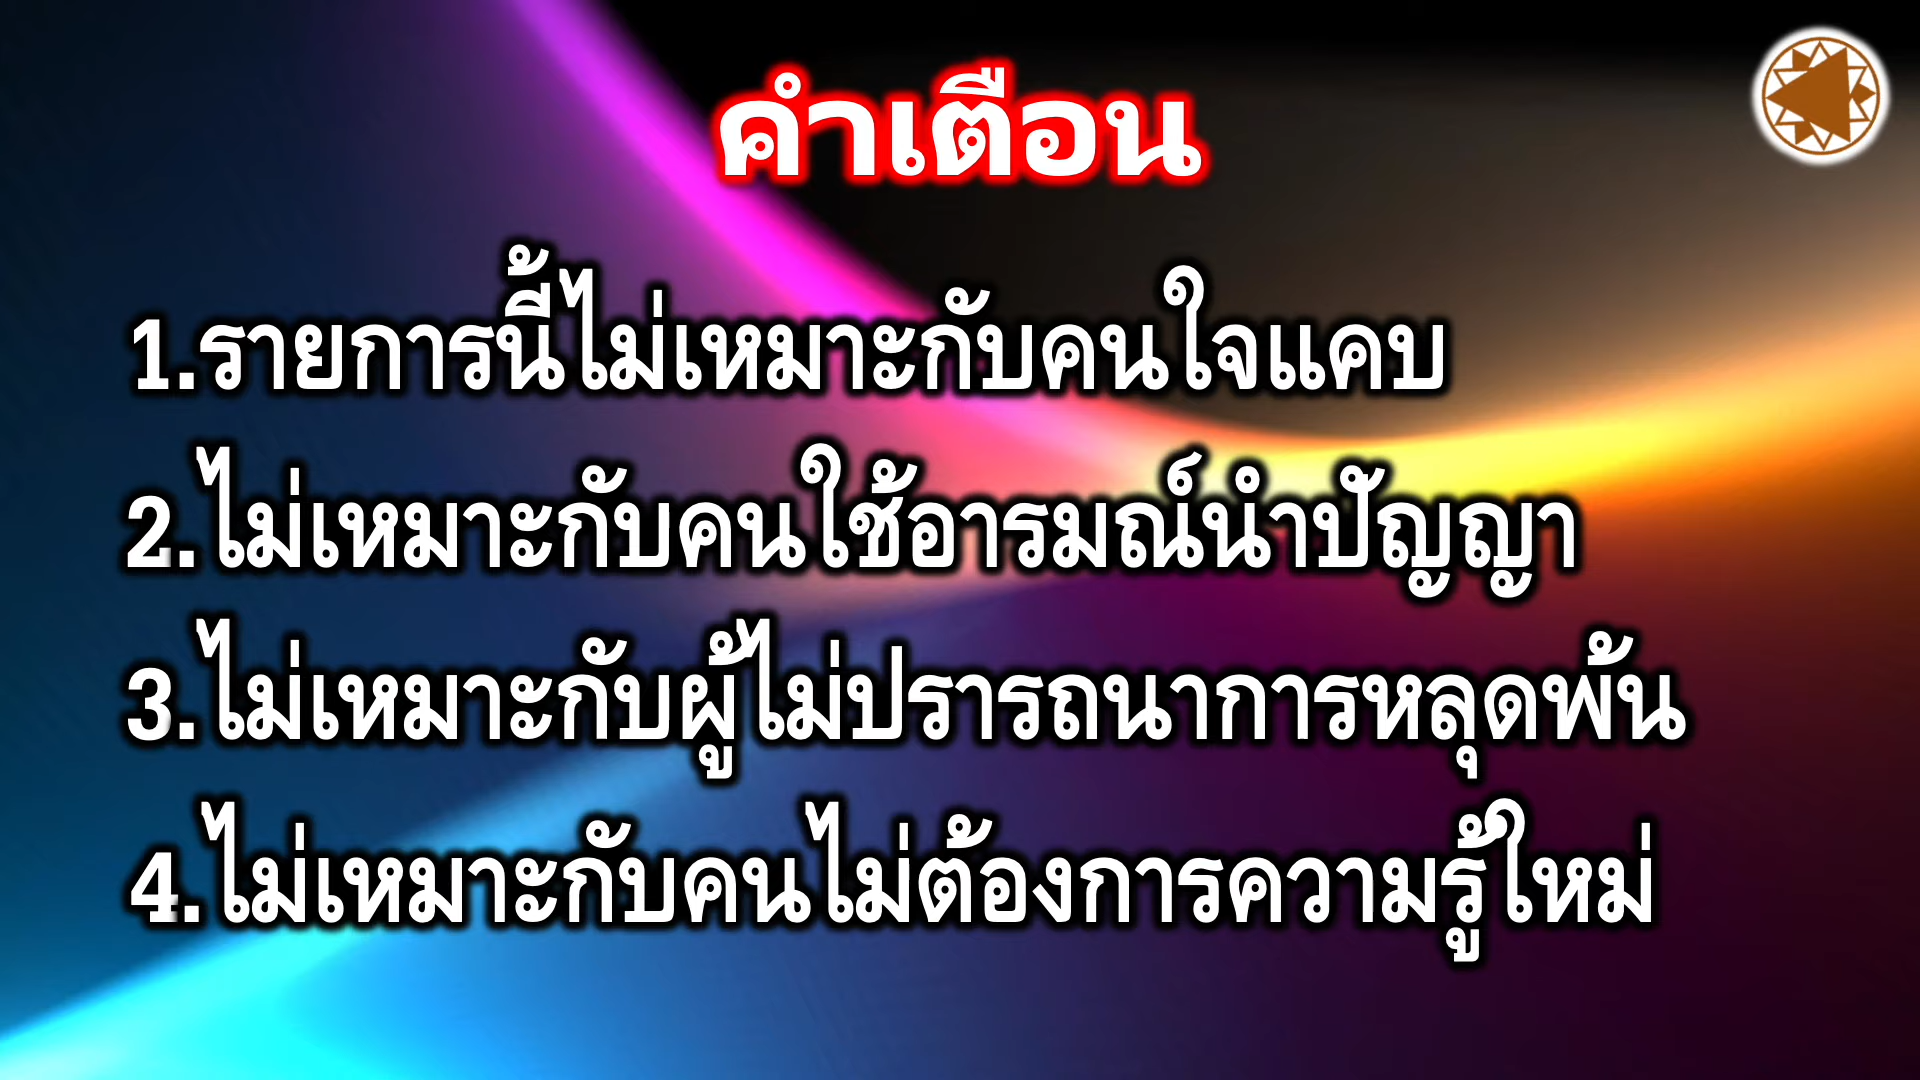 คำเตือน
1.รายการนี้ไม่เหมาะกับคนใจแคบ
2.ไม่เหมาะกับคนใช้อารมณ์นำปัญญา
3.ไม่เหมาะกับผู้ไม่ปรารถนาการหลุดพ้น
4.ไม่เหมาะกับคนไม่ต้องการความรู้ใหม่